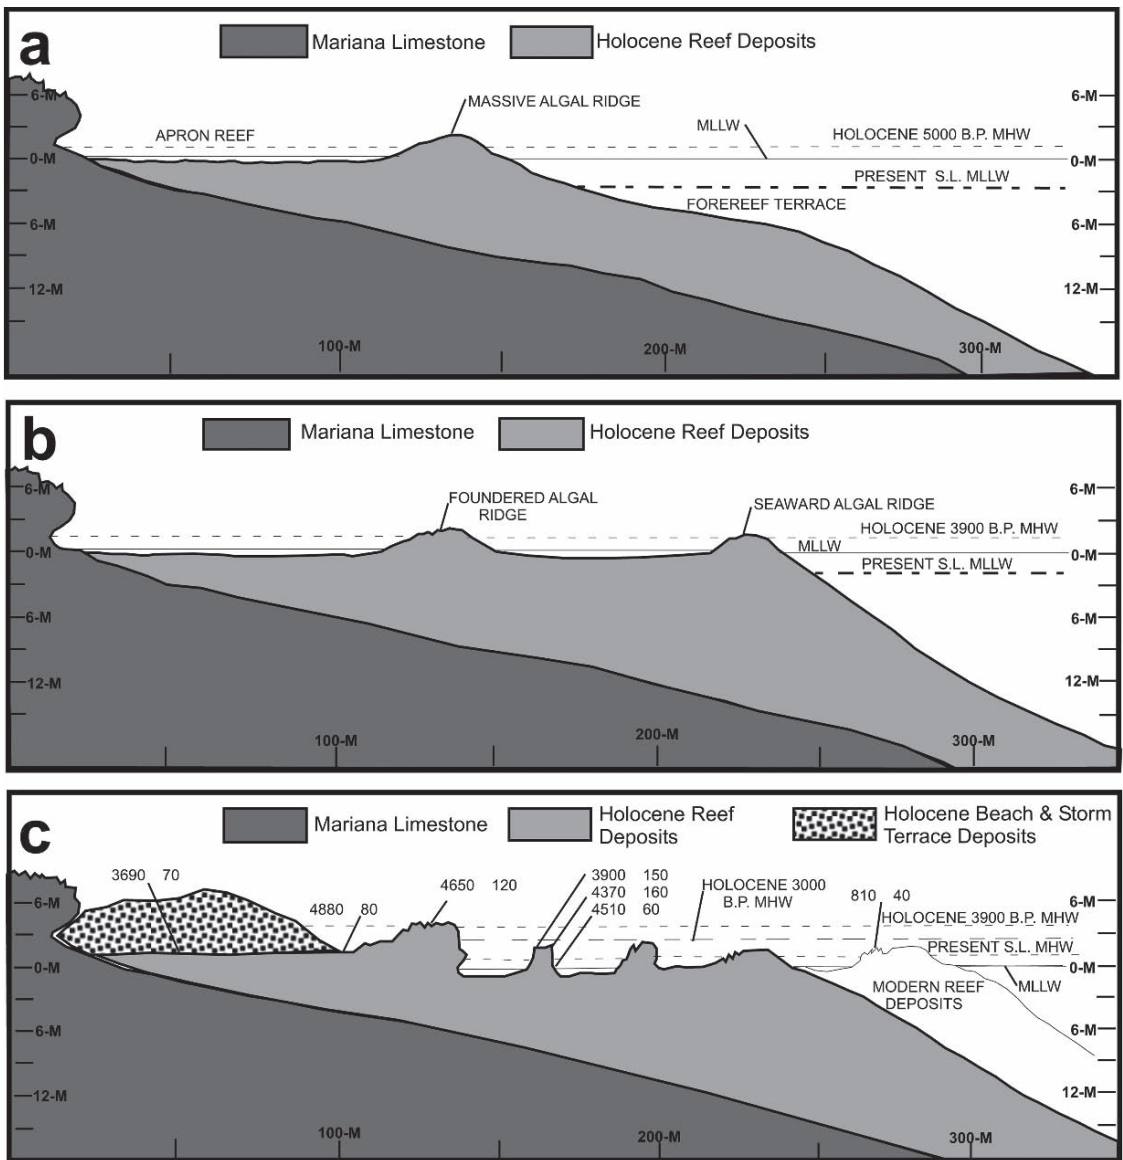 a
Mariana Limestone
Holocene Reef Deposits
6-M
6-M
MASSIVE ALGAL RIDGE
MLLW
APRON REEF
HOLOCENE 5000 B.P. MHW
0-M
0-M
PRESENT S.L. MLLW
FOREREEF TERRACE
6-M
6-M
12-M
12-M
100-M
200-M
300-M
b
Mariana Limestone
Holocene Reef Deposits
6-M
6-M
FOUNDERED ALGAL
RIDGE
SEAWARD ALGAL RIDGE
HOLOCENE 3900 B.P. MHW
MLLW
0-M
0-M
PRESENT S.L. MLLW
6-M
6-M
12-M
12-M
100-M
200-M
300-M
c
Mariana Limestone
Holocene Reef
Deposits
Holocene Beach & Storm
Terrace Deposits
3690 70
4650 120
3900 150
4370 160
4510 60
HOLOCENE 3000
B.P. MHW
810 40
6-M
6-M
4880 80
HOLOCENE 3900 B.P. MHW
PRESENT S.L. MHW
0-M
0-M
MODERN REEF
DEPOSITS
MLLW
6-M
6-M
12-M
12-M
100-M
200-M
300-M